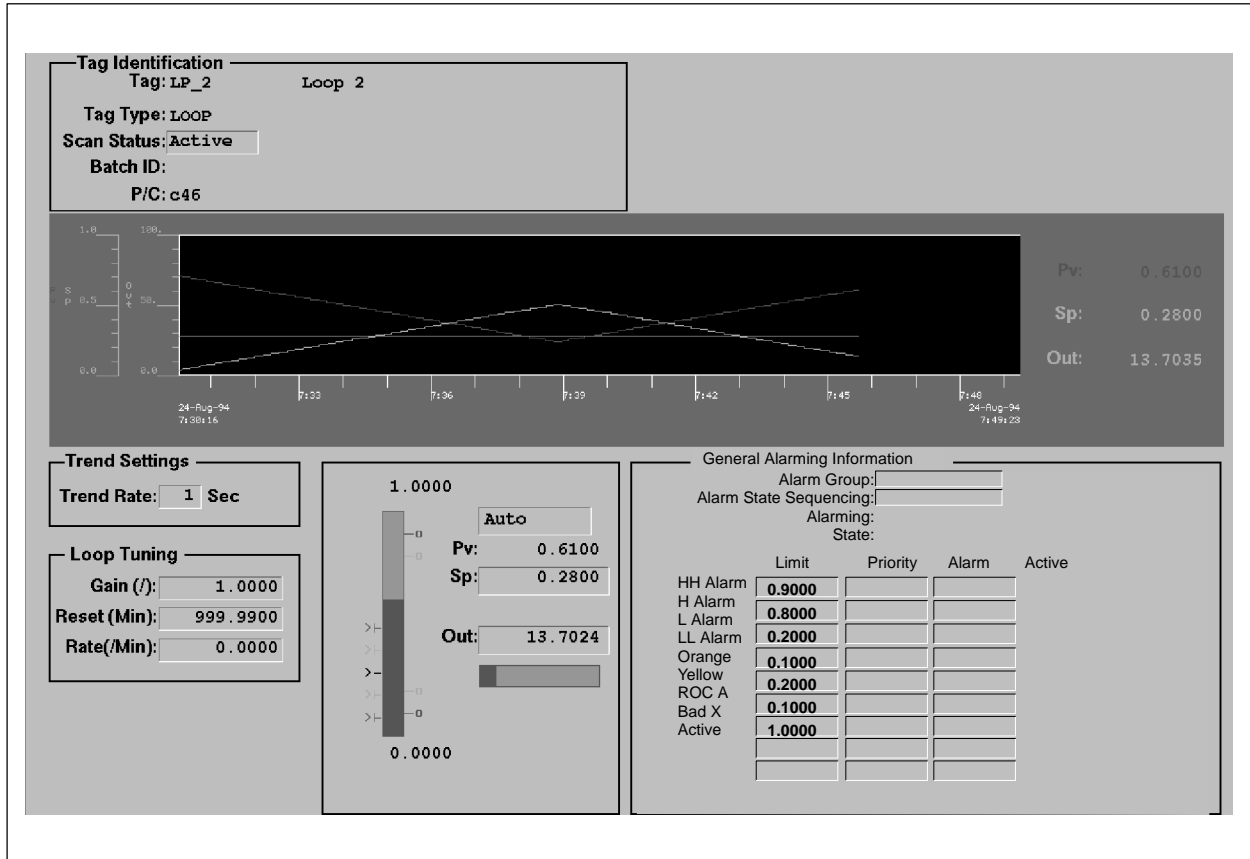 Tag Identification
Tag: LP_2 Loop 2
Tag Type: LOOP
Scan Status: Active
Batch ID:
P/C: c46
1.0 100.
S P 0.5 O u t 50.
0.0 0.0
7:33 7:36 7:39 7:42 7:45 7:48
24-Aug-94 24-Aug-94
7:30:16 7:49:23
Pv: 0.6100
Sp: 0.2800
Out: 13.7035
Trend Settings
Trend Rate: 1 Sec
Loop Tuning
Gain (/): 1.0000
Reset (Min): 999.9900
Rate(/Min): 0.0000
1.0000
Auto
Pv: 0.6100
Sp: 0.2800
Out: 13.7024
0.0000
General Alarming Information
Alarm Group:
Alarm State Sequencing:
Alarming:
State:
Limit Priority Alarm Active
HH Alarm 0.9000
H Alarm 0.8000
L Alarm 0.2000
LL Alarm 0.1000
Orange 0.2000
Yellow 0.1000
ROC A 1.0000
Bad X
Active